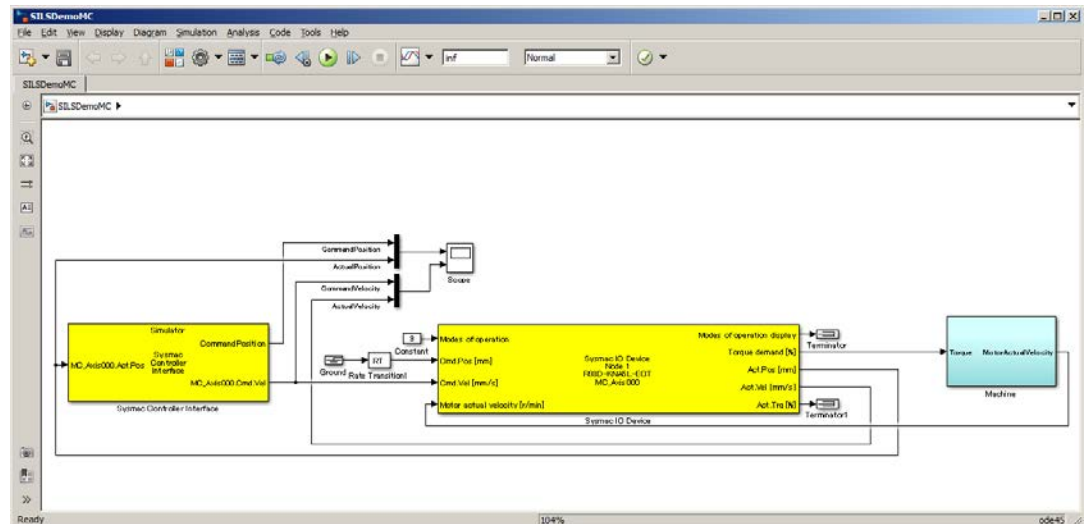 SILSDemoMC
File Edit View Display Diagram Simulation Analysis Code Tools Help
inf Normal
SILSDemoMC
SILSDemoMC
CommandPosition
ActualPosition
Scope
CommandVelocity
ActualVelocity
Simulator
CommandPosition
MC_Axis000.Act.Pos
Sysmac
Controller
Interface
MC_Axis000.Cmd.Vel
Sysmac Controller Interface
Constant
Ground
RT
Rate Transition1
Modes of operation
Cmd.Pos [mm]
Cmd.Vel [mm/s]
Motor actual velocity [r/min]
Sysmac IO Device
Node 1
MC_Axis000
Modes of operation display
Torque demand [%]
Act.Pos [mm]
Act.Vel [mm/s]
Act.Trq [%]
Sysmac IO Device
Terminator
Terminator1
Torque MotorActualVelocity
Machine
Ready 104% ode45